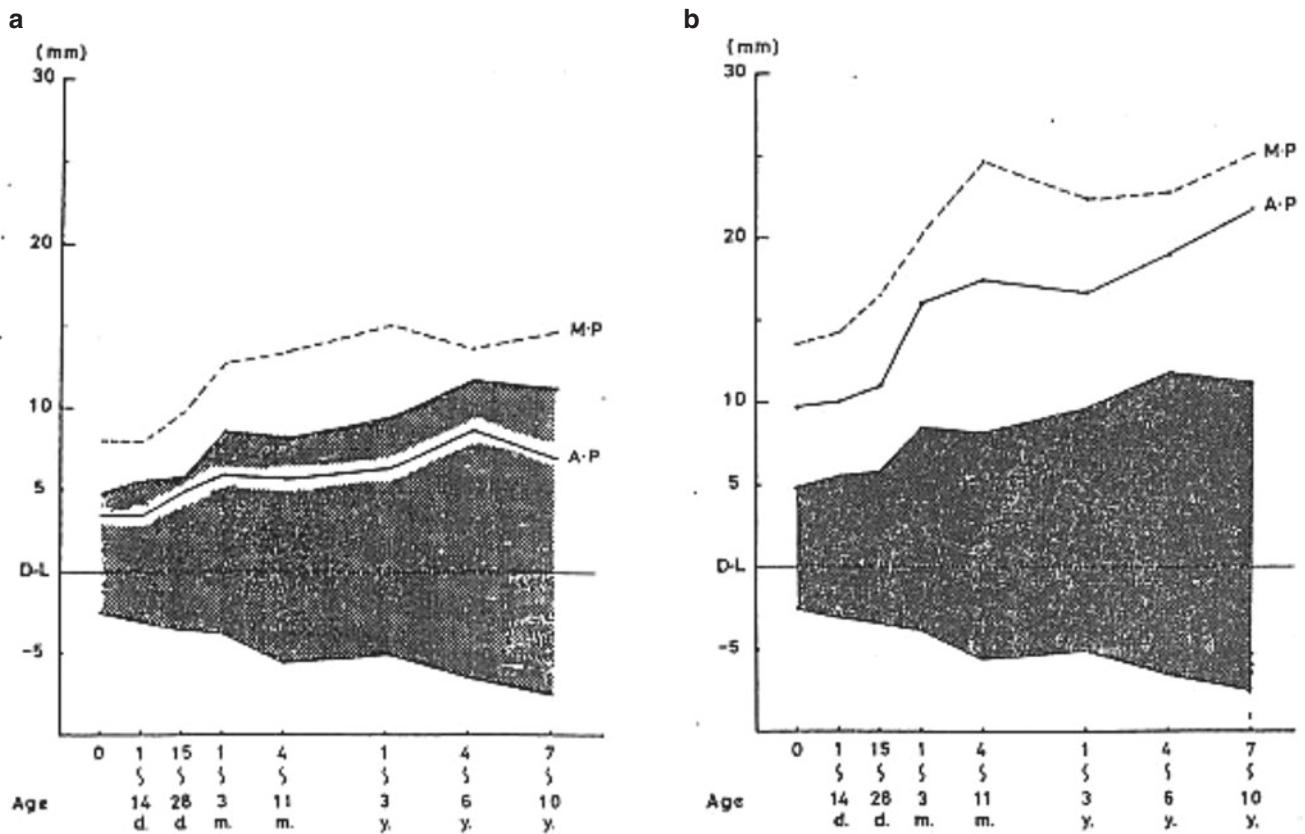 a
(mm)
30
20
10
5
D-L
-5
M·P
A·P
0 1 15 1 4 1 4 7
∫ ∫ ∫ ∫ ∫ ∫ ∫
Age 14 28 3 11 3 6 10
d. d. m. m. y. y. y.
b
(mm)
30
20
10
5
D-L
-5
M·P
A·P
0 1 15 1 4 1 4 7
∫ ∫ ∫ ∫ ∫ ∫ ∫
Age 14 28 3 11 3 6 10
d. d. m. m. y. y. y.